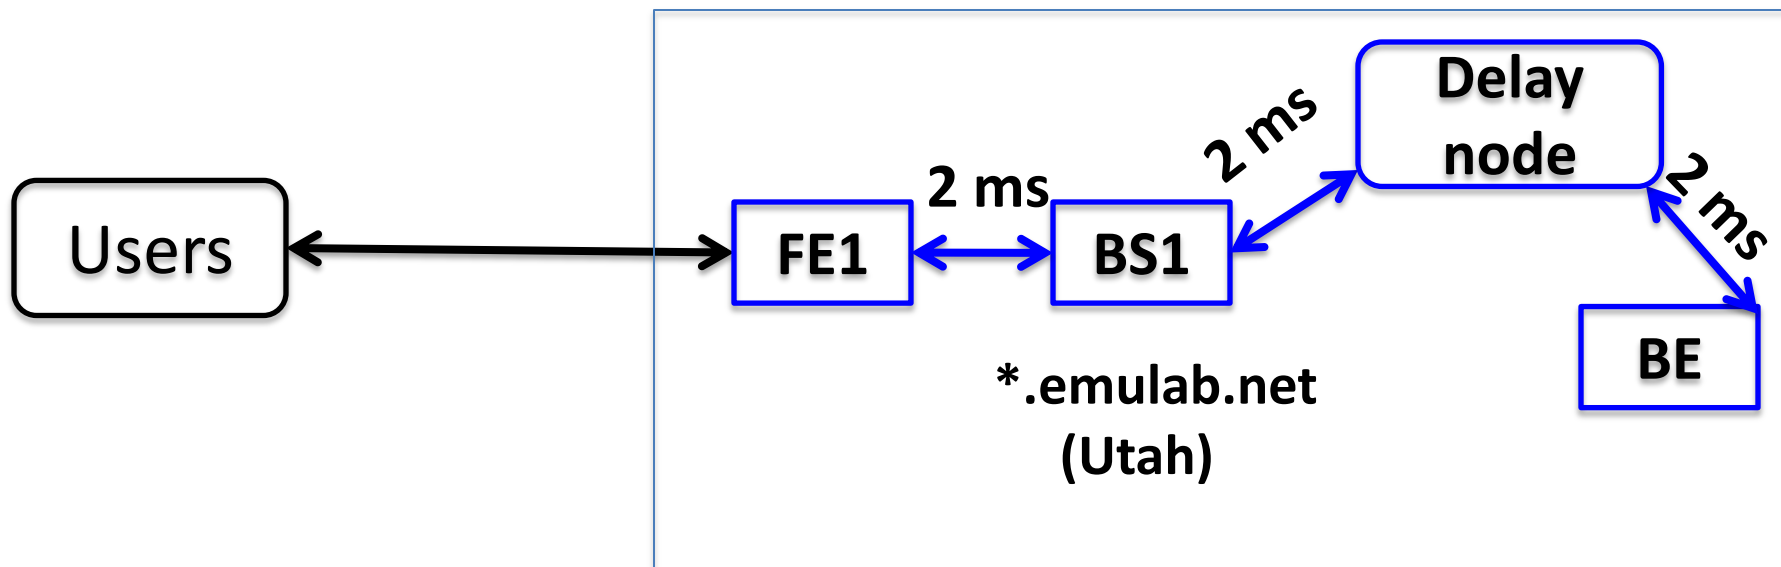 Users
FE1
2 ms
BS1
2 ms
Delay
node
2 ms
BE
*.emulab.net
(Utah)